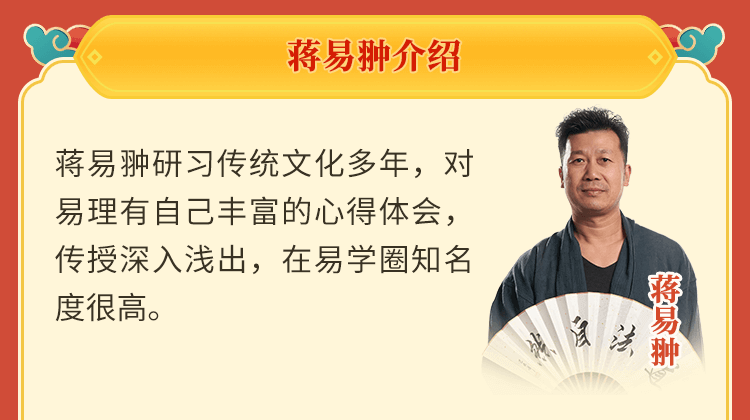 蒋易翀介绍
蒋易翀研习传统文化多年，对
易理有自己丰富的心得体会，
传授深入浅出，在易学圈知名
度很高。
蒋易翀
法自